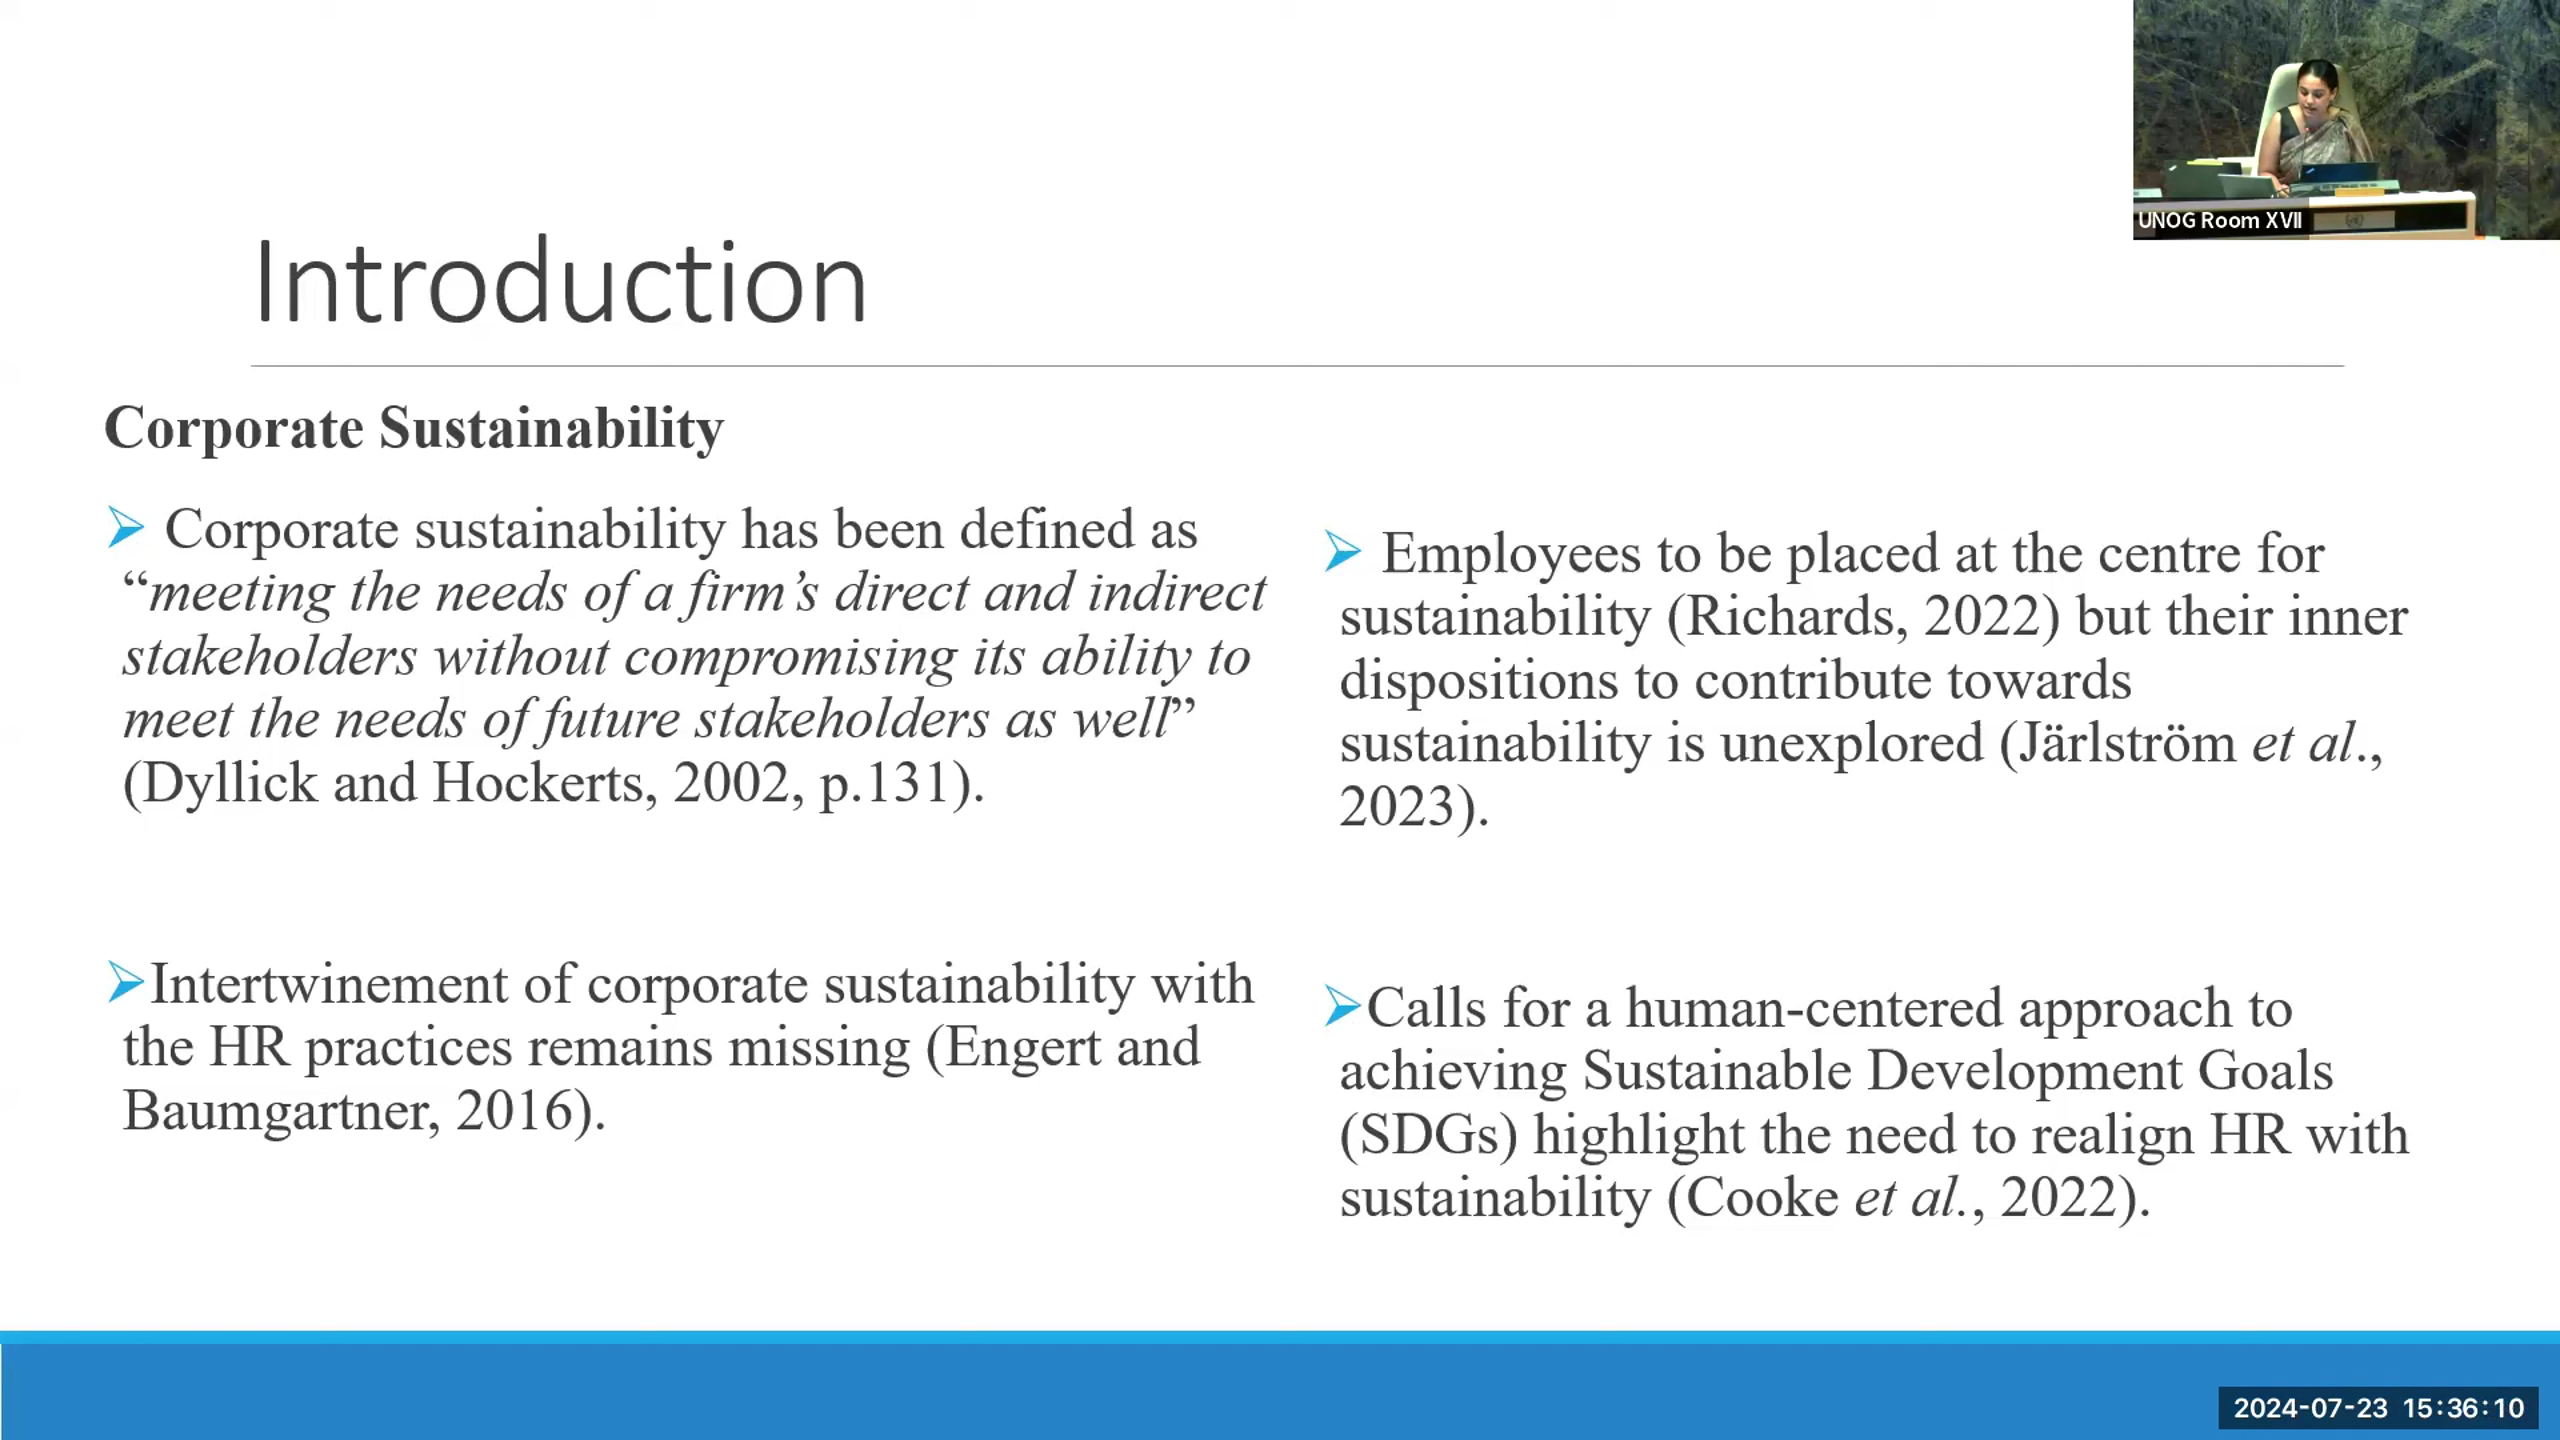 UNOG Room XVII
Introduction
Corporate Sustainability
➢ Corporate sustainability has been defined as
“meeting the needs of a firm’s direct and indirect
stakeholders without compromising its ability to
meet the needs of future stakeholders as well”
(Dyllick and Hockerts, 2002, p.131).
➢Intertwinement of corporate sustainability with
the HR practices remains missing (Engert and
Baumgartner, 2016).
➢ Employees to be placed at the centre for
sustainability (Richards, 2022) but their inner
dispositions to contribute towards
sustainability is unexplored (Järlström et al.,
2023).
➢Calls for a human-centered approach to
achieving Sustainable Development Goals
(SDGs) highlight the need to realign HR with
sustainability (Cooke et al., 2022).
2024-07-23 15:36:10